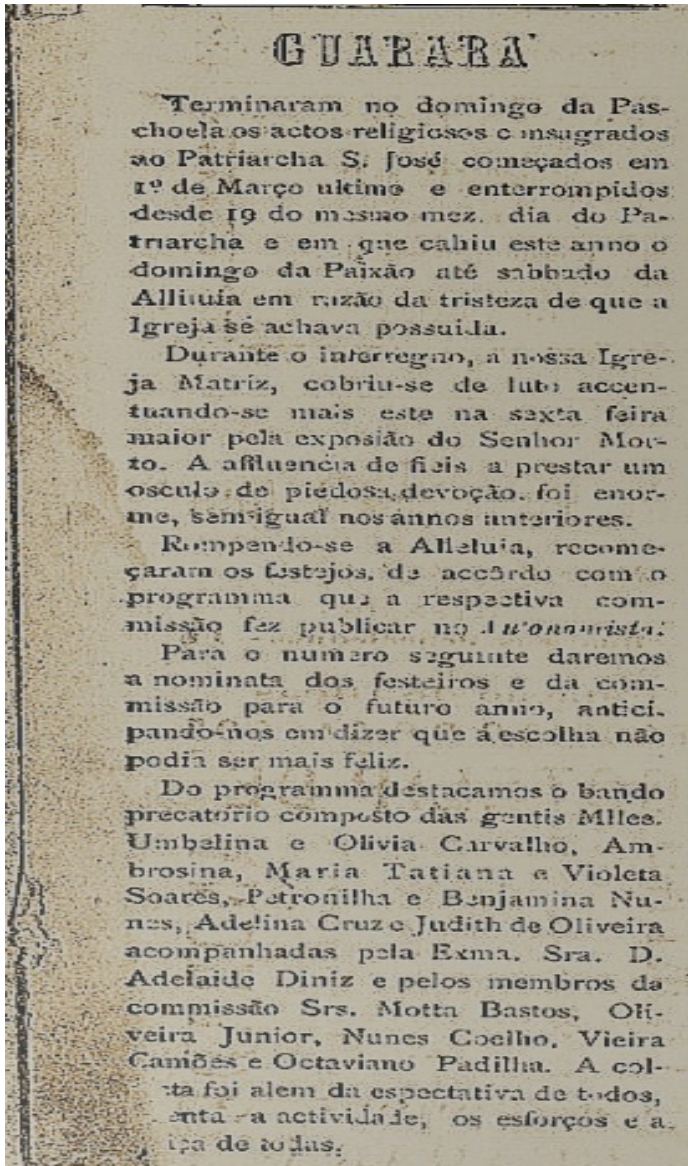 GUARARÁ
Terminaram no domingo da Pas-
choela os actos religiosos consagrados
ao Patriarcha S. José começados em
1º de Março ultimo e enterrompidos
desde 19 do mesmo mez, dia do Pa-
triarcha e em que cahiu este anno o
domingo da Paixão até sabbado da
Alliluia em razão da tristeza de que a
Igreja se achava possuida.
Durante o interregno, a nossa Igre-
ja Matriz, cobriu-se de luto accen-
tuando-se mais este na sexta feira
maior pela exposião do Senhor Mor-
to. A affluencia de fieis a prestar um
osculo de piedosa devoção, foi enor-
me, sem igual nos annos anteriores.
Rompendo-se a Alleluia, recome-
çaram os festejos, de accôrdo com o
programma que a respectiva com-
missão fez publicar no
Para o numero seguinte daremos
a nominata dos festeiros e da com-
missão para o futuro anno, antici-
pando-nos em dizer que a escolha não
podia ser mais feliz.
Do programma destacamos o bando
precatório composto das gentis Mlles.
Umbelina e Olivia Carvalho, Am-
brosina, Maria Tatiana e Violeta
Soares, Petronilha e Benjamina Nu-
nes, Adelina Cruz e Judith de Oliveira
acompanhadas pela Exma. Sra. D.
Adelaide Diniz e pelos membros da
commissão Srs. Motta Bastos, Oli-
veira Junior, Nunes Coelho, Vieira
Camões e Octaviano Padilha. A col-
ta foi alem da espectativa de todos,
a actividade, os esforços e a
de todas.